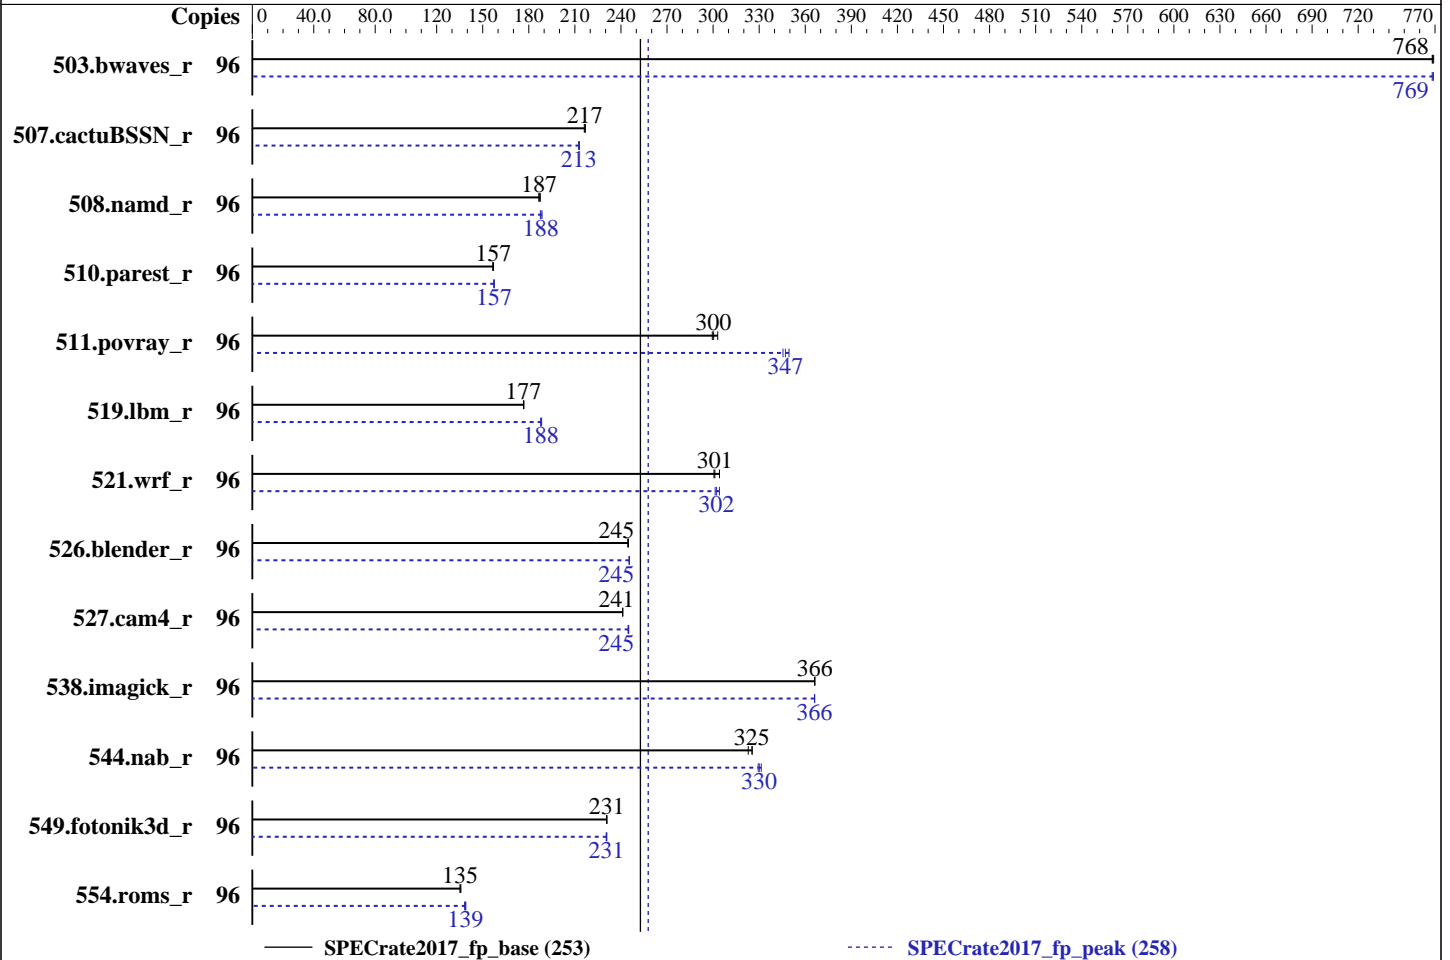 Copies 0 40.0 80.0 120 150 180 210 240 270 300 330 360 390 420 450 480 510 540 570 600 630 660 690 720 770
503.bwaves_r 96 768
769
507.cactuBSSN_r 96 217
213
508.namd_r 96 187
188
510.parest_r 96 157
157
511.povray_r 96 300
347
519.lbm_r 96 177
188
521.wrf_r 96 301
302
526.blender_r 96 245
245
527.cam4_r 96 241
245
538.imagick_r 96 366
366
544.nab_r 96 325
330
549.fotonik3d_r 96 231
231
554.roms_r 96 135
139
SPECrate2017_fp_base (253) SPECrate2017_fp_peak (258)